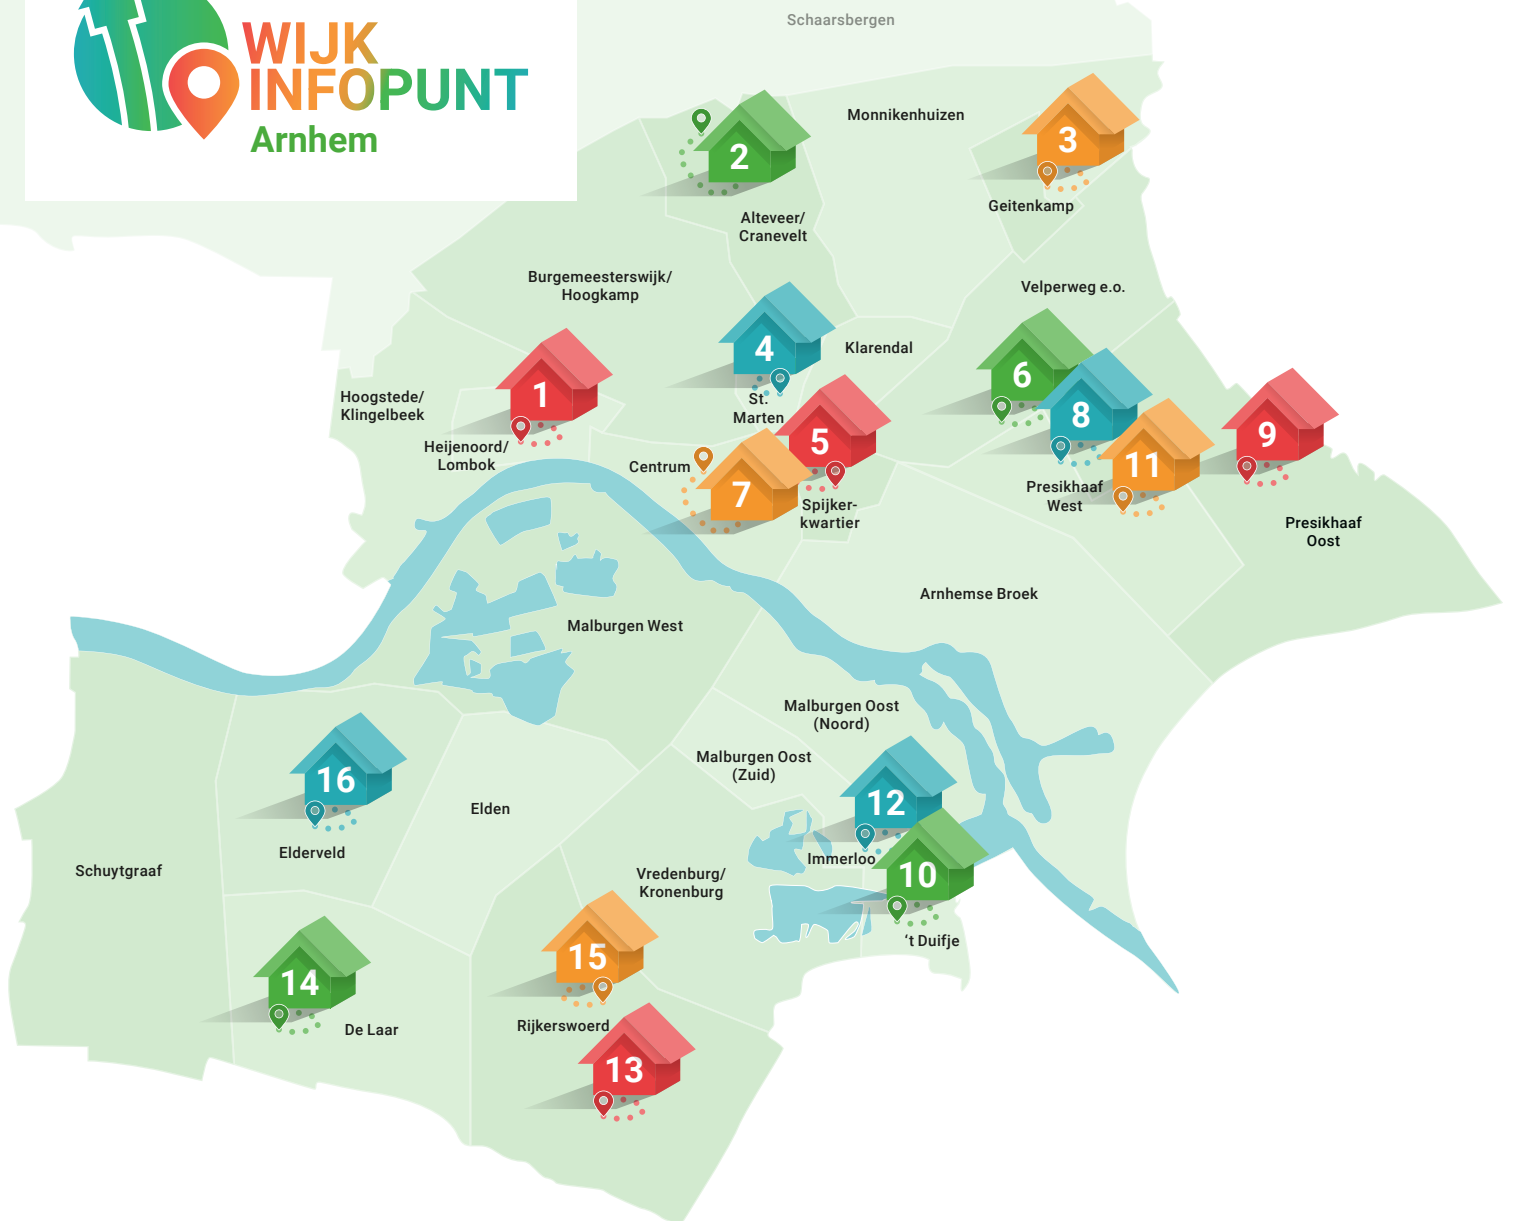 Schaarsbergen
WIJK
INFOPUNT
Arnhem
Monnikenhuizen
3
2
Geitenkamp
Alteveer/
Cranevelt
Burgemeesterswijk/
Hoogkamp
Velperweg e.o.
4
Klarendal
6
1
Hoogstede/
Klingelbeek
St.
Marten
8
9
5
Heijenoord/
Lombok
Centrum
11
7
Presikhaaf
West
Spijker-
kwartier
Presikhaaf
Oost
Arnhemse Broek
Malburgen West
Malburgen Oost
(Noord)
Malburgen Oost
(Zuid)
16
12
Elden
Elderveld
Immerloo
Schuytgraaf
Vredenburg/
Kronenburg
10
't Duifje
15
14
De Laar
Rijkerswoerd
13